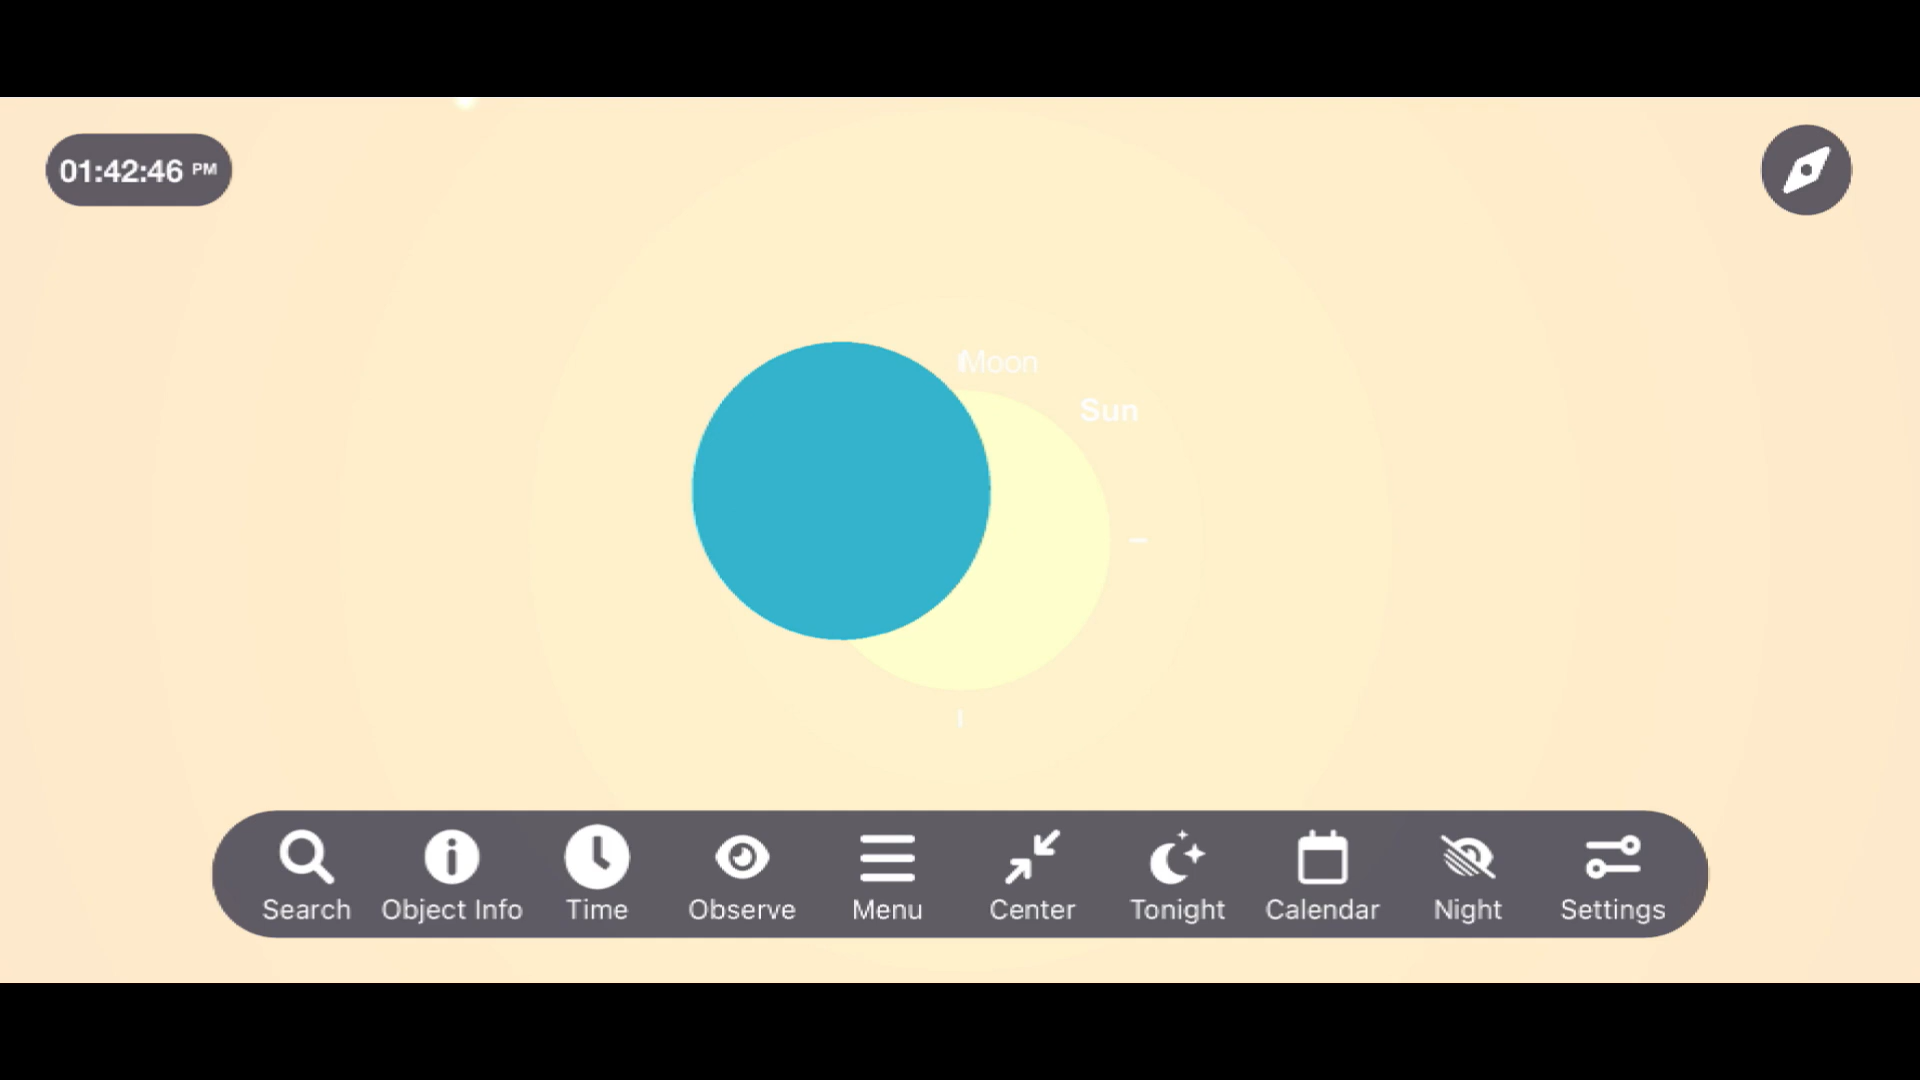 01:42:46 PM
Moon
Sun
Search Object Info Time Observe Menu Center Tonight Calendar Night Settings